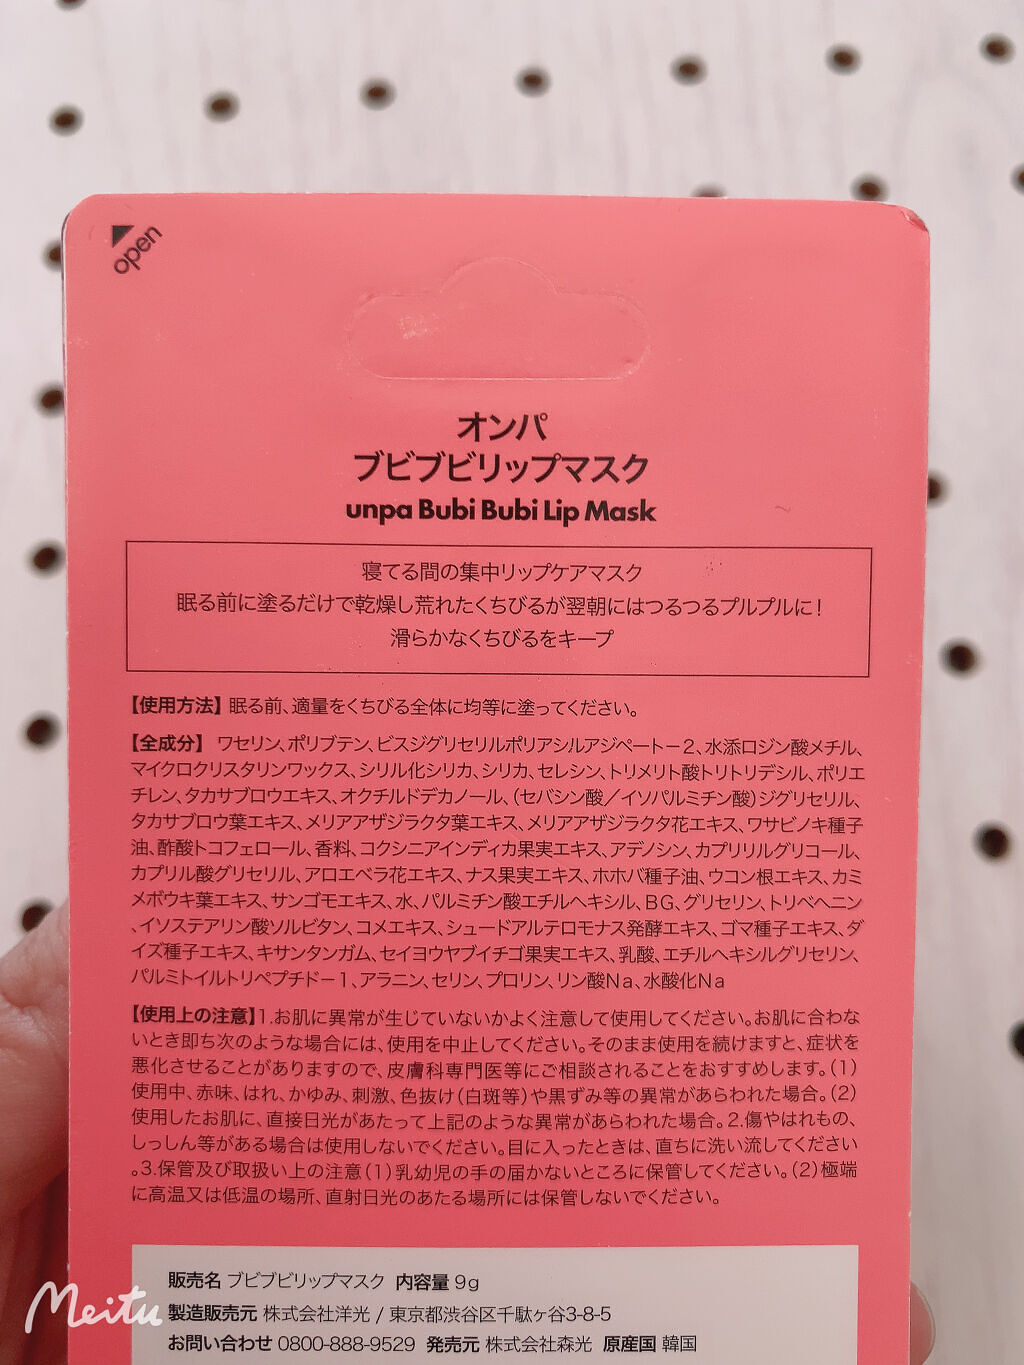 open
オンパ
ブビブビリップマスク
unpa Bubi Bubi Lip Mask
寝てる間の集中リップケアマスク
眠る前に塗るだけで乾燥し荒れたくちびるが翌朝にはつるつるプルプルに！
滑らかなくちびるをキープ
【使用方法】眠る前、適量をくちびる全体に均等に塗ってください。
【全成分】 ワセリン、ポリブテン、ビスジグリセリルポリアシルアジペート－2、水添ロジン酸メチル、
マイクロクリスタリンワックス、シリル化シリカ、シリカ、セレシン、トリメリト酸トリトリデシル、ポリエ
チレン、タカサブロウエキス、オクチルドデカノール、（セバシン酸／イソパルミチン酸）ジグリセリル、
タカサブロウ葉エキス、メリアアザジラクタ葉エキス、メリアアザジラクタ花エキス、ワサビノキ種子
油、酢酸トコフェロール、香料、コクシニアインディカ果実エキス、アデノシン、カプリリルグリコール、
カプリル酸グリセリル、アロエベラ花エキス、ナス果実エキス、ホホバ種子油、ウコン根エキス、カミ
メボウキ葉エキス、サンゴモエキス、水、パルミチン酸エチルヘキシル、BG、グリセリン、トリベヘニン
、イソステアリン酸ソルビタン、コメエキス、シュードアルテロモナス発酵エキス、ゴマ種子エキス、ダ
イズ種子エキス、キサンタンガム、セイヨウヤブイチゴ果実エキス、乳酸、エチルヘキシルグリセリン、
パルミトイルトリペプチド－1、アラニン、セリン、プロリン、リン酸Na、水酸化Na
【使用上の注意】1.お肌に異常が生じていないかよく注意して使用してください。お肌に合わな
いとき即ち次のような場合には、使用を中止してください。そのまま使用を続けますと、症状を
悪化させることがありますので、皮膚科専門医等にご相談されることをおすすめします。（1）
使用中、赤味、はれ、かゆみ、刺激、色抜け（白斑等）や黒ずみ等の異常があらわれた場合。（2）
使用したお肌に、直接日光があたって上記のような異常があらわれた場合。2.傷やはれもの、
しっしん等がある場合は使用しないでください。目に入ったときは、直ちに洗い流してください
。3.保管及び取扱い上の注意（1）乳幼児の手の届かないところに保管してください。（2）極端
に高温又は低温の場所、直射日光のあたる場所には保管しないでください。
販売名 ブビブビリップマスク 内容量 9g
製造販売元 株式会社洋光 / 東京都渋谷区千駄ヶ谷3-8-5
お問い合わせ 0800-888-9529 発売元 株式会社森光 原産国 韓国
Meitu